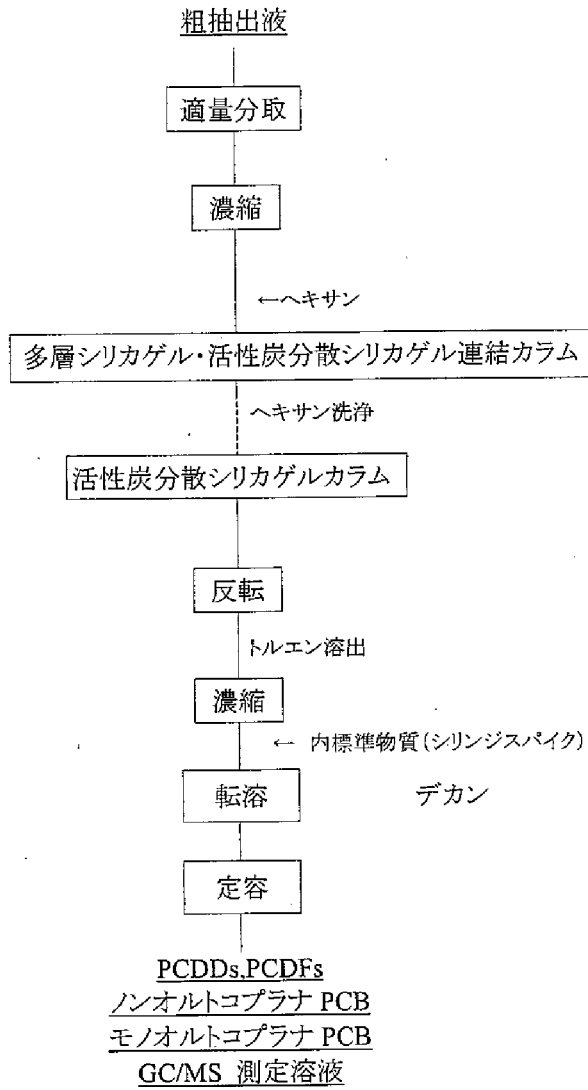 粗抽出液
適量分取
濃縮
←ヘキサン
多層シリカゲル・活性炭分散シリカゲル連結カラム
ヘキサン洗浄
活性炭分散シリカゲルカラム
反転
トルエン溶出
濃縮
← 内標準物質(シリンジスパイク)
転溶 デカン
定容
PCDDs,PCDFs
ノンオルトコプラナ PCB
モノオルトコプラナ PCB
GC/MS 測定溶液